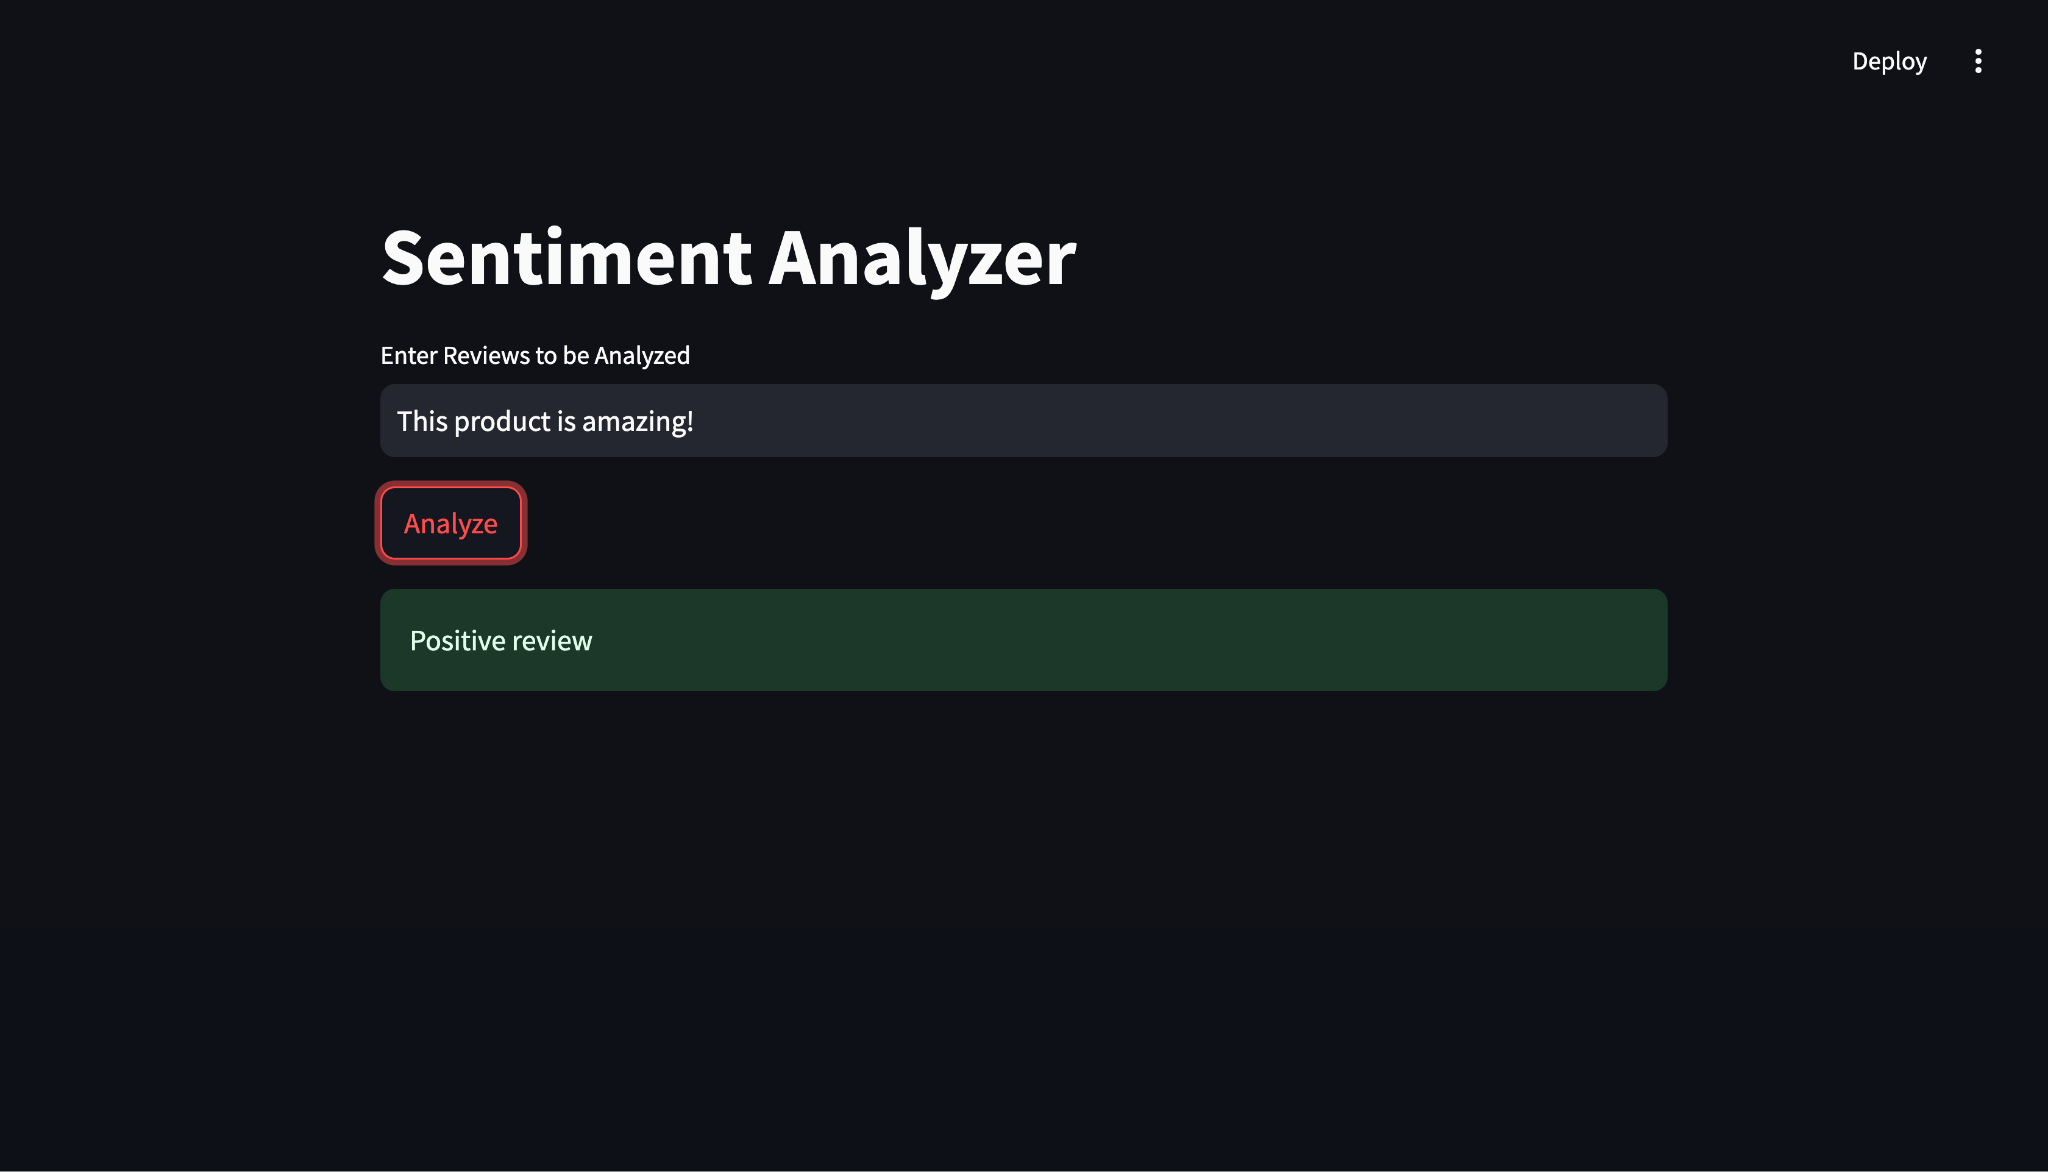 Deploy
Sentiment Analyzer
Enter Reviews to be Analyzed
This product is amazing!
Analyze
Positive review